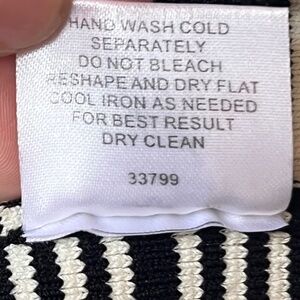 HAND WASH COLD
SEPARATELY
DO NOT BLEACH
RESHAPE AND DRY FLAT
COOL IRON AS NEEDED
FOR BEST RESULT
DRY CLEAN
33799